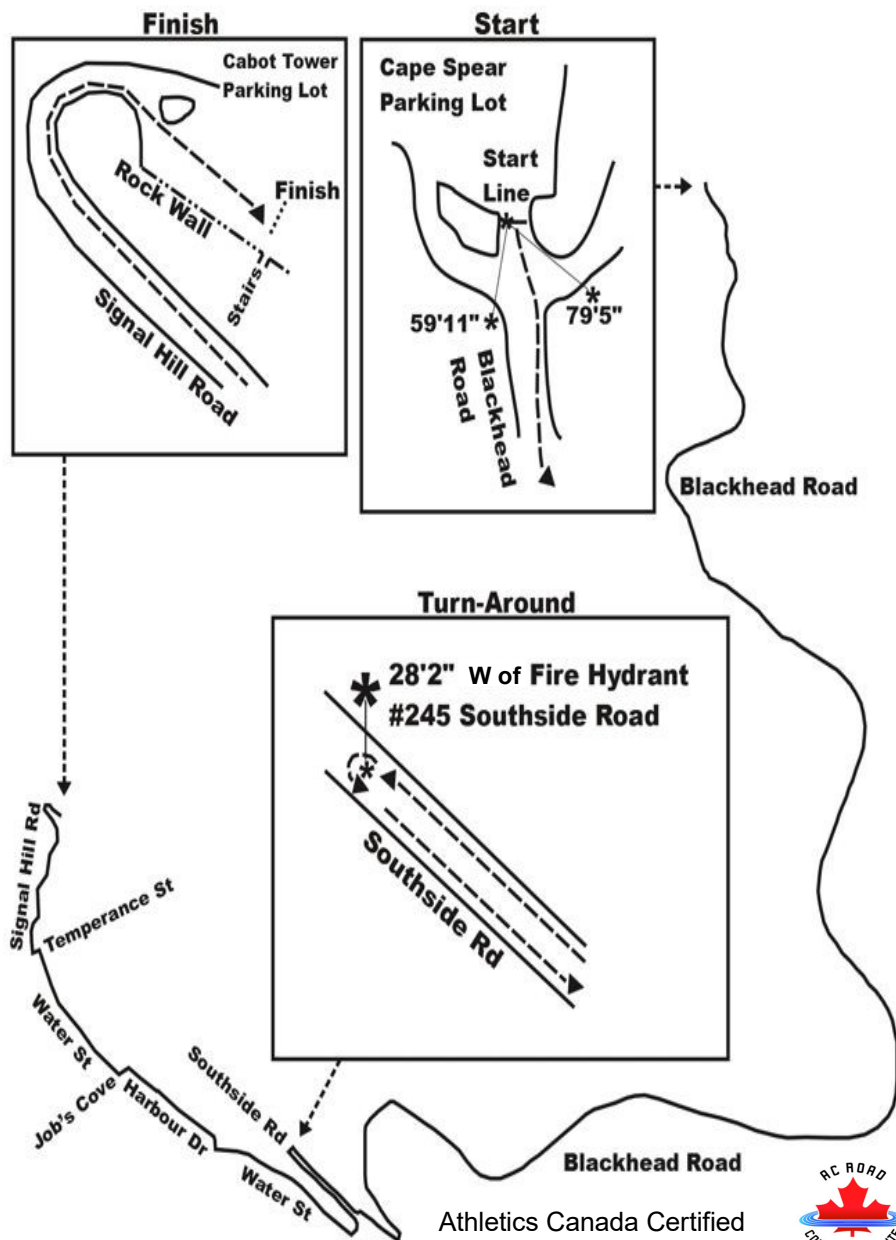 Finish
Cabot Tower
Parking Lot
Rock Wall
Finish
Stairs
Signal Hill Road
Start
Cape Spear
Parking Lot
Start
Line
59'11"
79'5"
Blackhead
Road
Blackhead Road
Turn-Around
28'2" W of Fire Hydrant
#245 Southside Road
Southside Rd
Signal Hill Rd
Temperance St
Water St
Job's Cove
Harbour Dr
Southside Rd
Water St
Blackhead Road
Athletics Canada Certified
RC ROAD